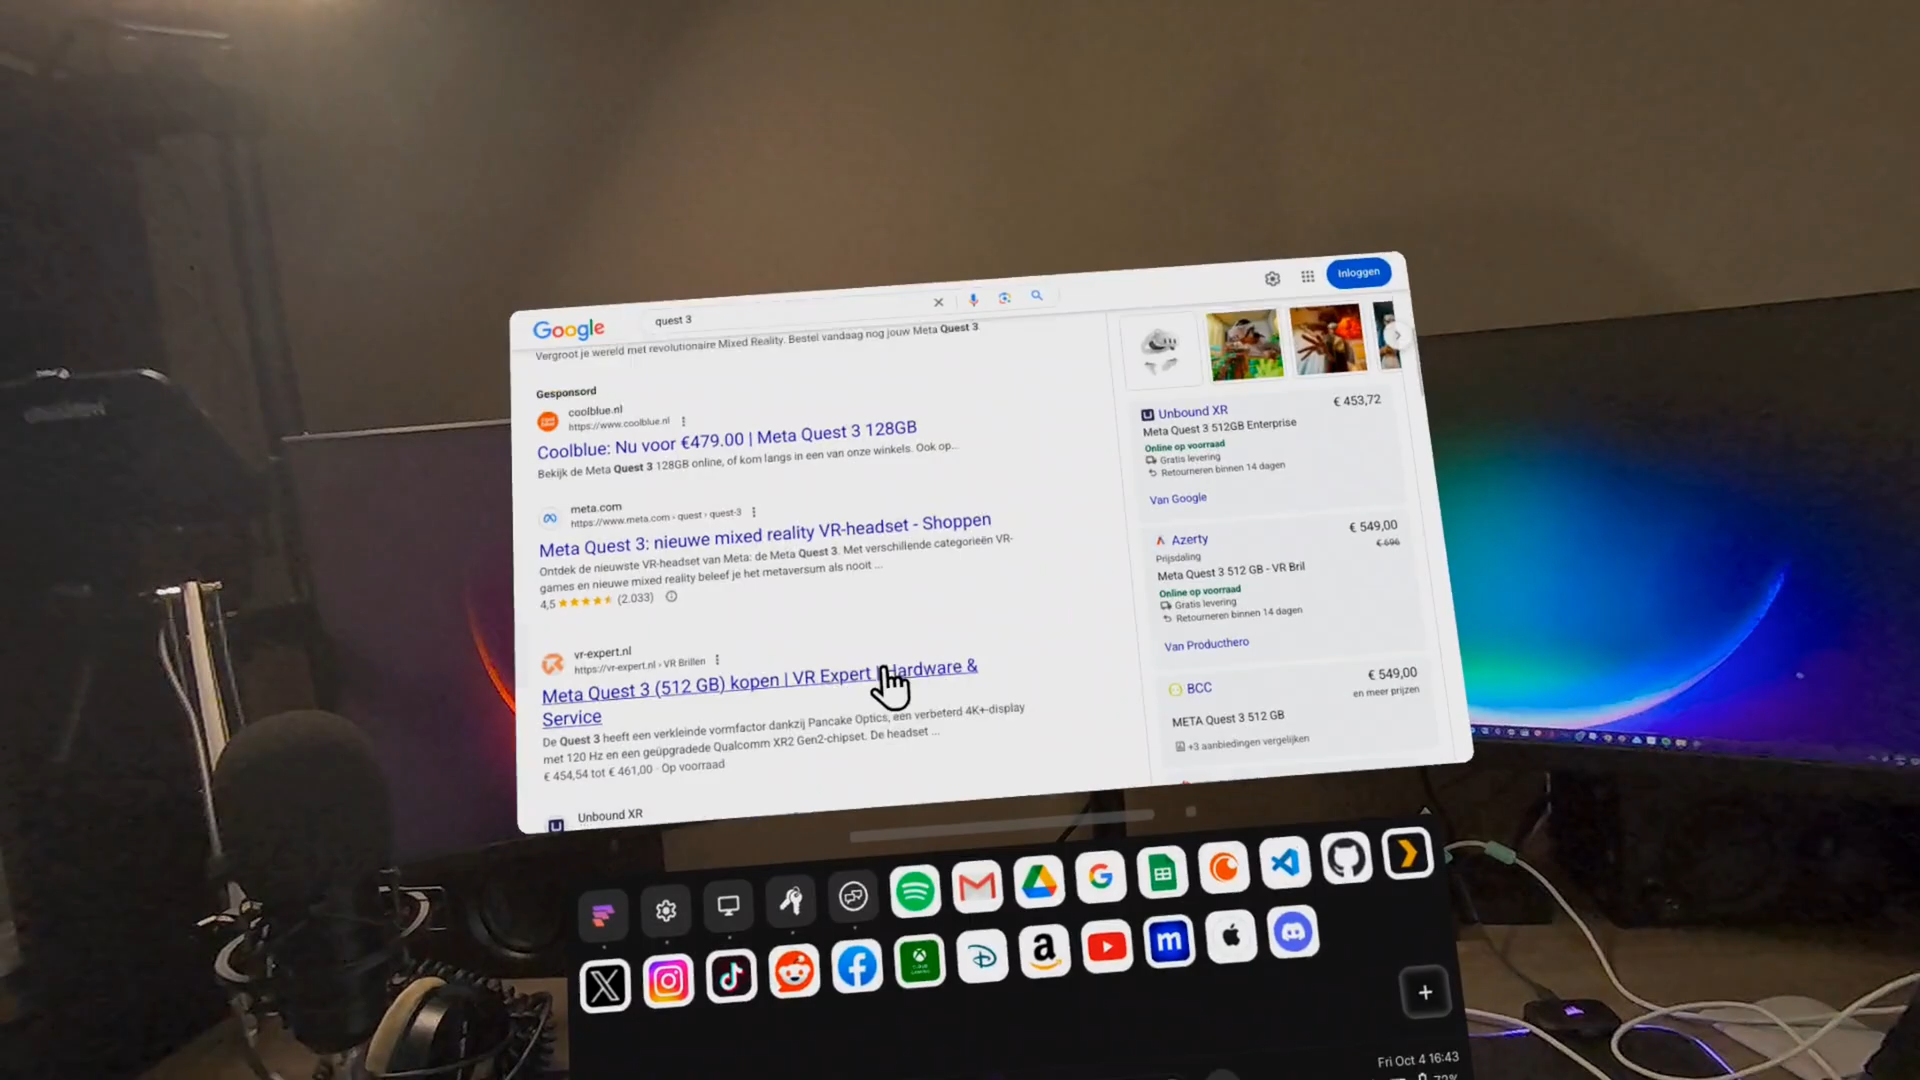 Google
quest 3
Inloggen
Vergroot je wereld met revolutionaire Mixed Reality. Bestel vandaag nog jouw Meta Quest 3
Gesponsord
coolblue.nl
https://www.coolblue.nl
Coolblue: Nu voor €479.00 | Meta Quest 3 128GB
Bekijk de Meta Quest 3 128GB online, of kom langs in een van onze winkels. Ook op...
meta.com
https://www.meta.com › quest › quest-3
Meta Quest 3: nieuwe mixed reality VR-headset - Shoppen
Ontdek de nieuwste VR-headset van Meta: de Meta Quest 3. Met verschillende categorieën VR-
games en nieuwe mixed reality beleef je het metaversum als nooit ...
4,5 (2.033)
vr-expert.nl
https://vr-expert.nl › VR Brillen
Meta Quest 3 (512 GB) kopen | VR Expert | Hardware &
Service
De Quest 3 heeft een verkleinde vormfactor dankzij Pancake Optics, een verbeterd 4K+-display
met 120 Hz en een geüpgradede Qualcomm XR2 Gen2-chipset. De headset ...
€ 454,54 tot € 461,00 · Op voorraad
Unbound XR
Unbound XR
€ 453,72
Meta Quest 3 512GB Enterprise
Online op voorraad
Gratis levering
Retourneren binnen 14 dagen
Van Google
Azerty
€ 549,00
Prijsdaling
€ 696
Meta Quest 3 512 GB - VR Bril
Online op voorraad
Gratis levering
Retourneren binnen 14 dagen
Van Producthero
BCC
€ 549,00
en meer prijzen
META Quest 3 512 GB
+3 aanbiedingen vergelijken
Fri Oct 4 16:43